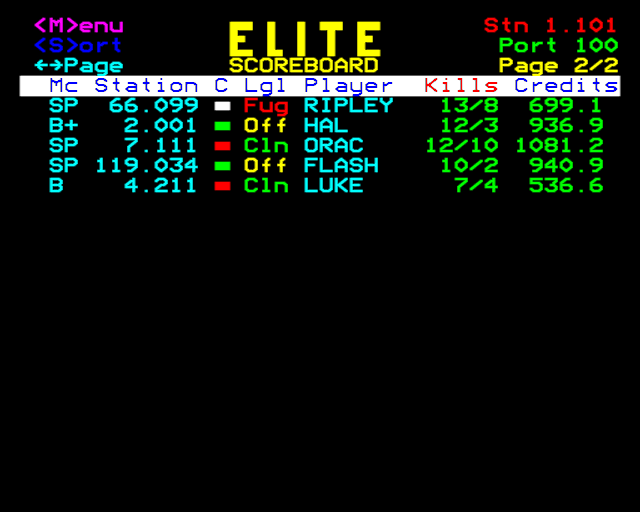 <M>enu ELITE Stn 1.101
<S>ort Port 100
←→Page SCOREBOARD Page 2/2
Mc Station C Lgl Player Kills Credits
SP 66.099 Fug RIPLEY 13/8 699.1
B+ 2.001 Off HAL 12/3 936.9
SP 7.111 Cln ORAC 12/10 1081.2
SP 119.034 Off FLASH 10/2 940.9
B 4.211 Cln LUKE 7/4 536.6